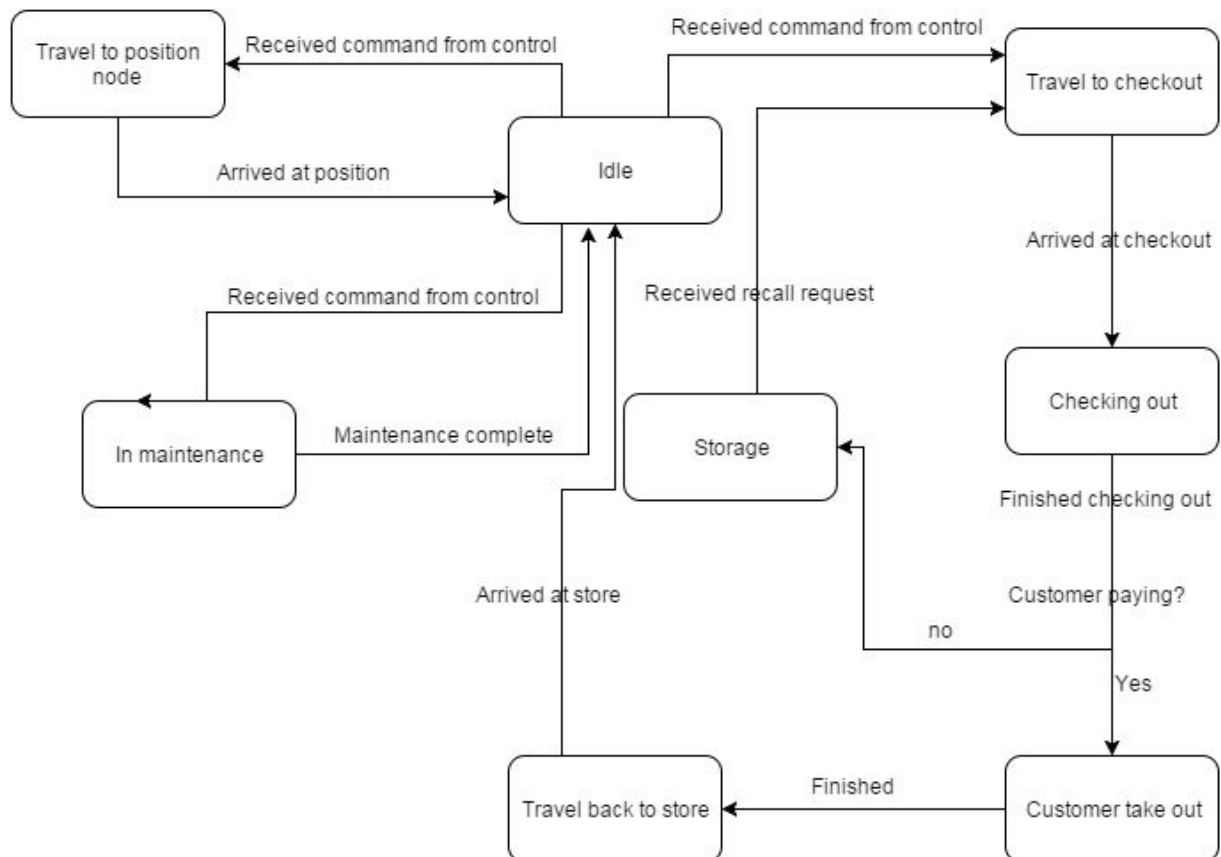 Received command from control
Received command from control
Travel to position
node
Travel to checkout
Idle
Arrived at position
Arrived at checkout
Received command from control
Received recall request
Checking out
Maintenance complete
Storage
In maintenance
Finished checking out
Arrived at store
Customer paying?
no
Yes
Finished
Travel back to store
Customer take out